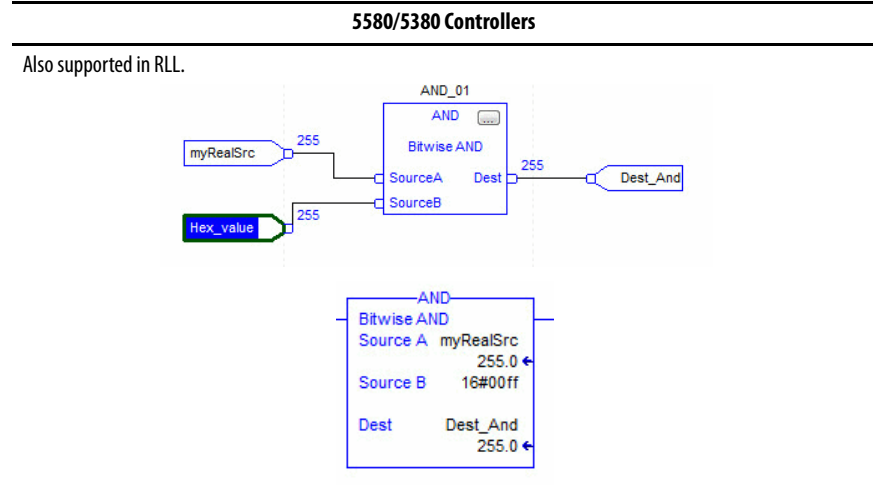 5580/5380 Controllers
Also supported in RLL.
AND_01
AND ...
Bitwise AND
myRealSrc 255
SourceA Dest 255 Dest_And
SourceB
Hex_value 255
AND
Bitwise AND
Source A myRealSrc
255.0
Source B 16#00ff
Dest Dest_And
255.0